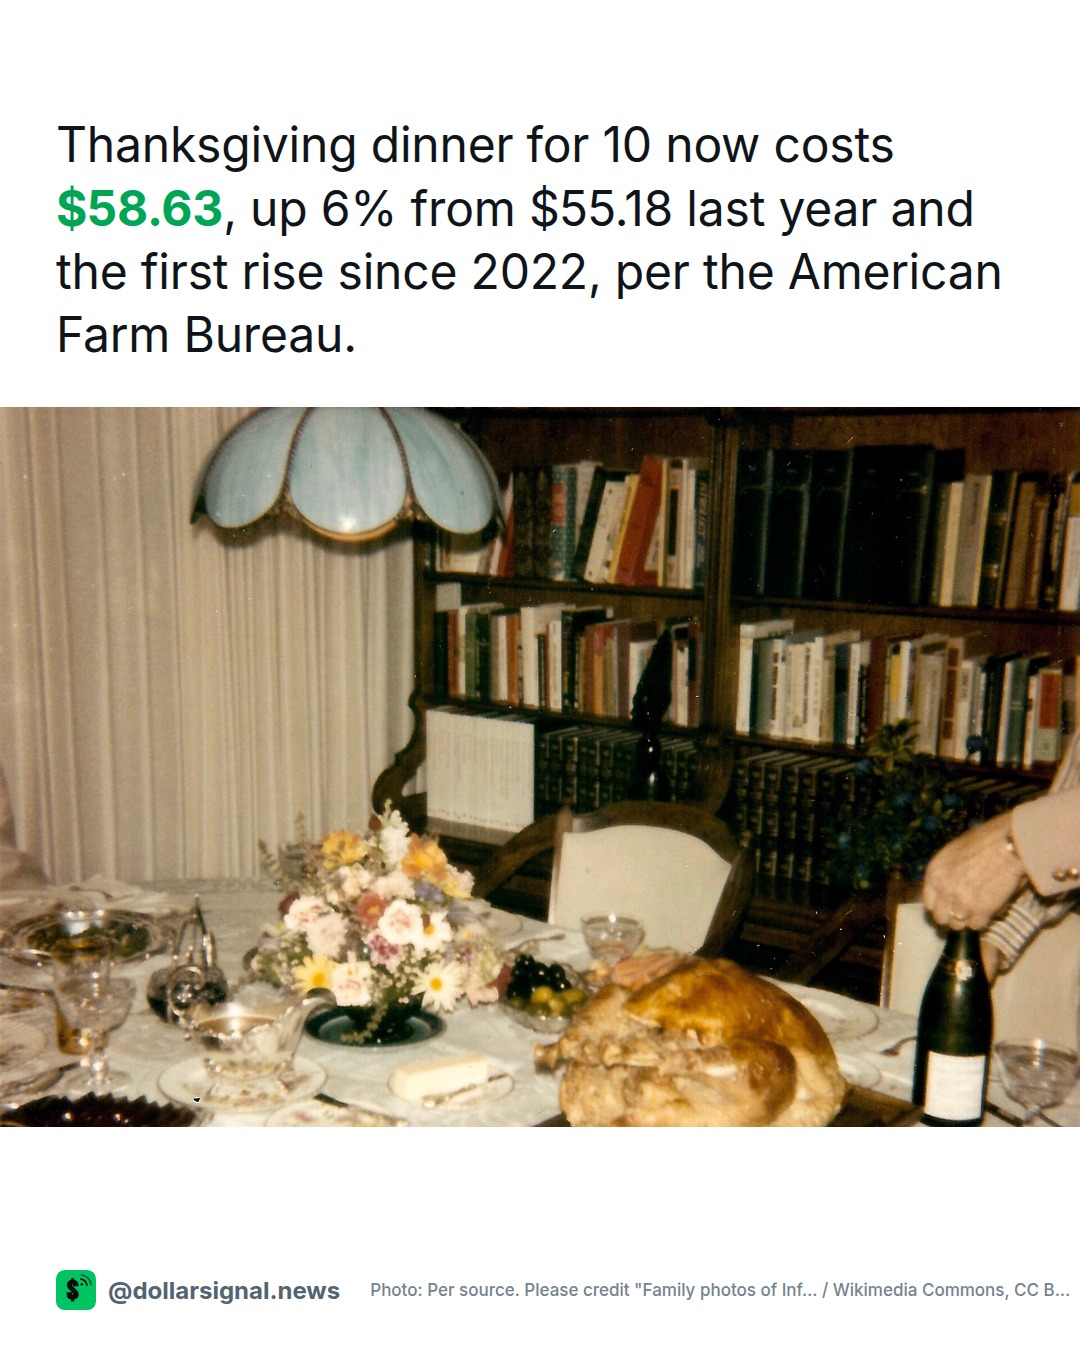 Thanksgiving dinner for 10 now costs
$58.63, up 6% from $55.18 last year and
the first rise since 2022, per the American
Farm Bureau.
@dollarsignal.news
Photo: Per source. Please credit "Family photos of Inf... / Wikimedia Commons, CC B...